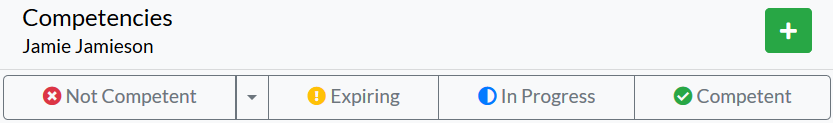 Competencies
Jamie Jamieson
Not Competent
Expiring
In Progress
Competent